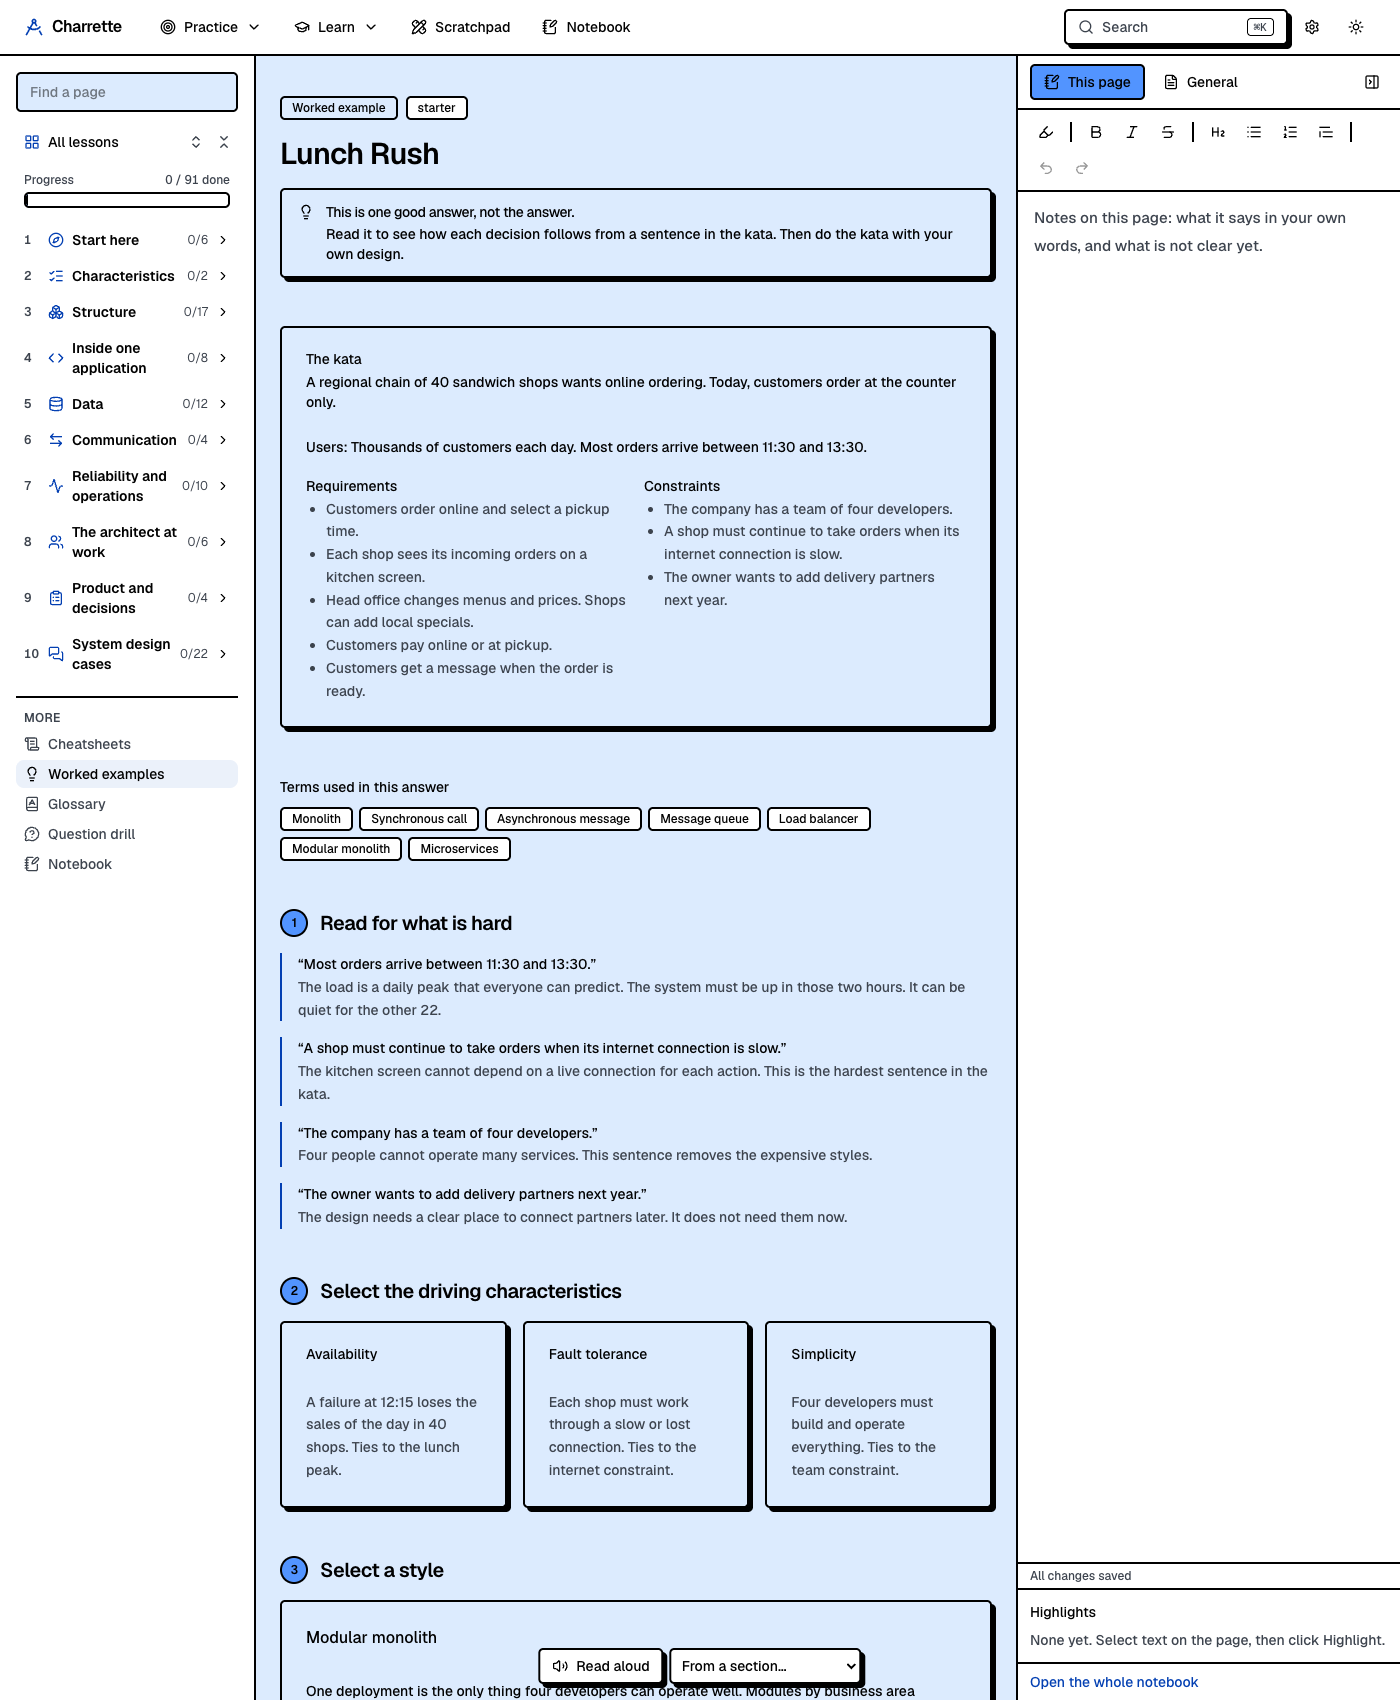 Charrette
Practice
Learn
Scratchpad
Notebook
Search
⌘K
Find a page
All lessons
Progress
0 / 91 done
1 Start here 0/6
2 Characteristics 0/2
3 Structure 0/17
4 Inside one
application 0/8
5 Data 0/12
6 Communication 0/4
7 Reliability and
operations 0/10
8 The architect at
work 0/6
9 Product and
decisions 0/4
10 System design
cases 0/22
MORE
Cheatsheets
Worked examples
Glossary
Question drill
Notebook
Worked example
starter
Lunch Rush
This is one good answer, not the answer.
Read it to see how each decision follows from a sentence in the kata. Then do the kata with your
own design.
The kata
A regional chain of 40 sandwich shops wants online ordering. Today, customers order at the counter
only.
Users: Thousands of customers each day. Most orders arrive between 11:30 and 13:30.
Requirements
Customers order online and select a pickup
time.
Each shop sees its incoming orders on a
kitchen screen.
Head office changes menus and prices. Shops
can add local specials.
Customers pay online or at pickup.
Customers get a message when the order is
ready.
Constraints
The company has a team of four developers.
A shop must continue to take orders when its
internet connection is slow.
The owner wants to add delivery partners
next year.
Terms used in this answer
Monolith
Synchronous call
Asynchronous message
Message queue
Load balancer
Modular monolith
Microservices
1 Read for what is hard
“Most orders arrive between 11:30 and 13:30.”
The load is a daily peak that everyone can predict. The system must be up in those two hours. It can be
quiet for the other 22.
“A shop must continue to take orders when its internet connection is slow.”
The kitchen screen cannot depend on a live connection for each action. This is the hardest sentence in the
kata.
“The company has a team of four developers.”
Four people cannot operate many services. This sentence removes the expensive styles.
“The owner wants to add delivery partners next year.”
The design needs a clear place to connect partners later. It does not need them now.
2 Select the driving characteristics
Availability
A failure at 12:15 loses the
sales of the day in 40
shops. Ties to the lunch
peak.
Fault tolerance
Each shop must work
through a slow or lost
connection. Ties to the
internet constraint.
Simplicity
Four developers must
build and operate
everything. Ties to the
team constraint.
3 Select a style
Modular monolith
Read aloud
From a section...
One deployment is the only thing four developers can operate well. Modules by business area
This page
General
B
I
S
H2
Notes on this page: what it says in your own
words, and what is not clear yet.
All changes saved
Highlights
None yet. Select text on the page, then click Highlight.
Open the whole notebook